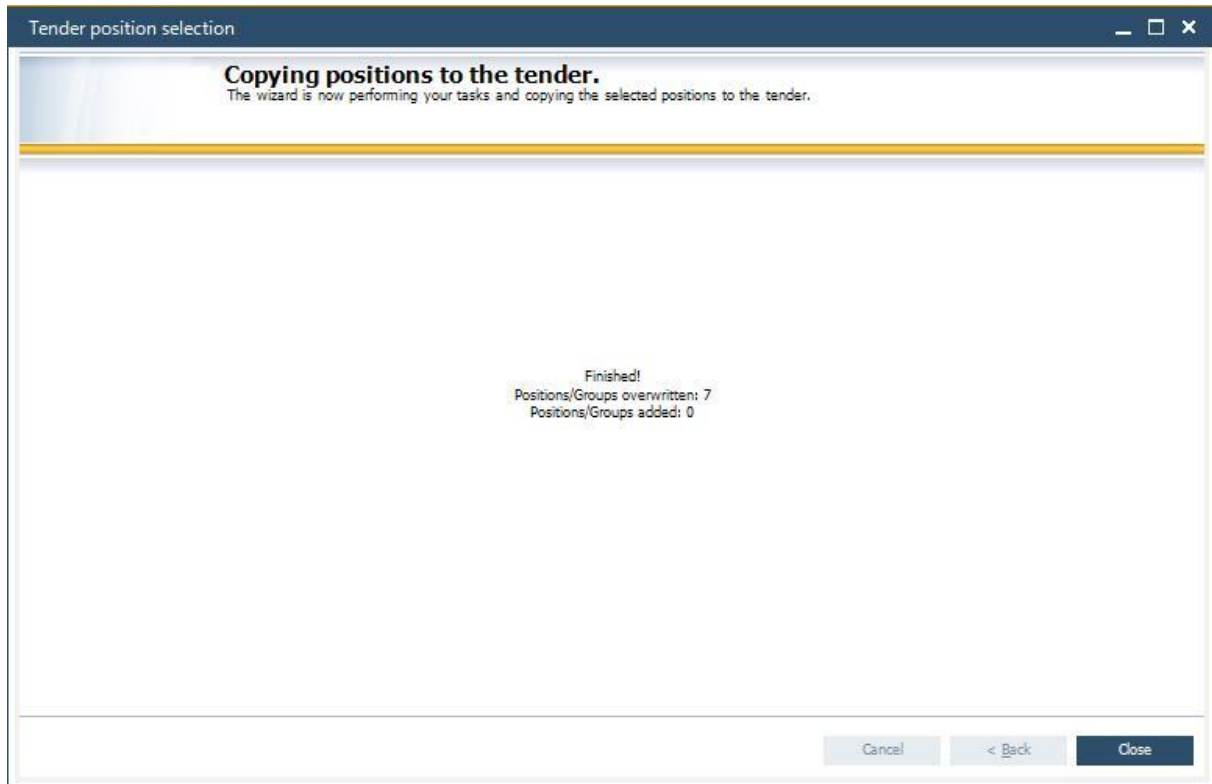 Tender position selection
Copying positions to the tender.
The wizard is now performing your tasks and copying the selected positions to the tender.
Finished!
Positions/Groups overwritten: 7
Positions/Groups added: 0
Cancel
< Back
Close